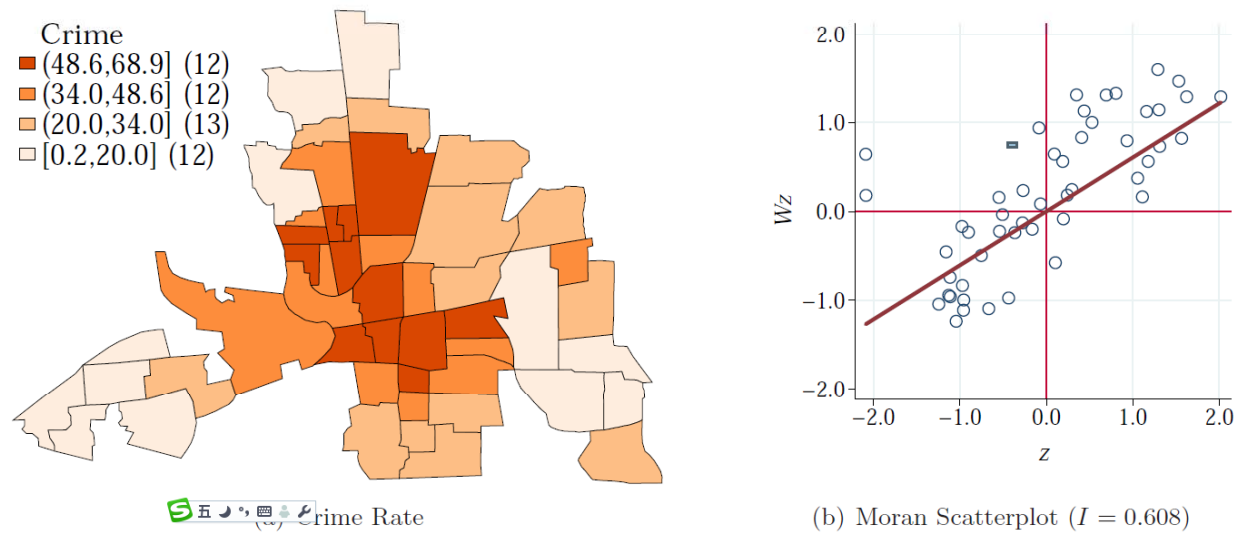 Crime
(48.6,68.9] (12)
(34.0,48.6] (12)
(20.0,34.0] (13)
[0.2,20.0] (12)
2.0
1.0
0.0
−1.0
−2.0
Wz
−2.0 −1.0 0.0 1.0 2.0
z
S 五
(a) Crime Rate
(b) Moran Scatterplot (I = 0.608)